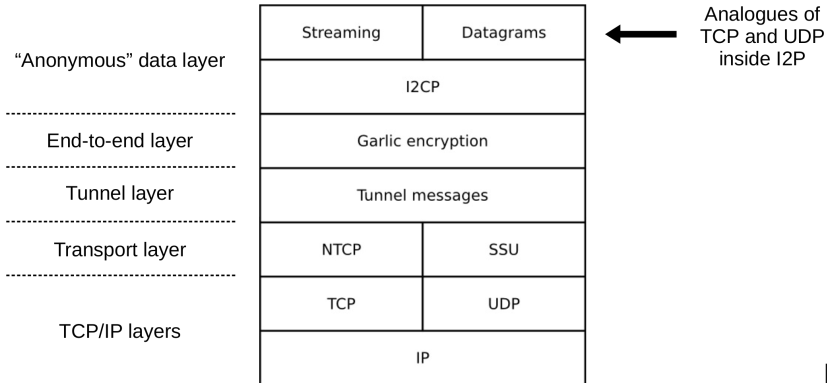 Streaming
Datagrams
Analogues of
TCP and UDP
inside I2P
“Anonymous” data layer
I2CP
End-to-end layer
Garlic encryption
Tunnel layer
Tunnel messages
Transport layer
NTCP
SSU
TCP/IP layers
TCP
UDP
IP